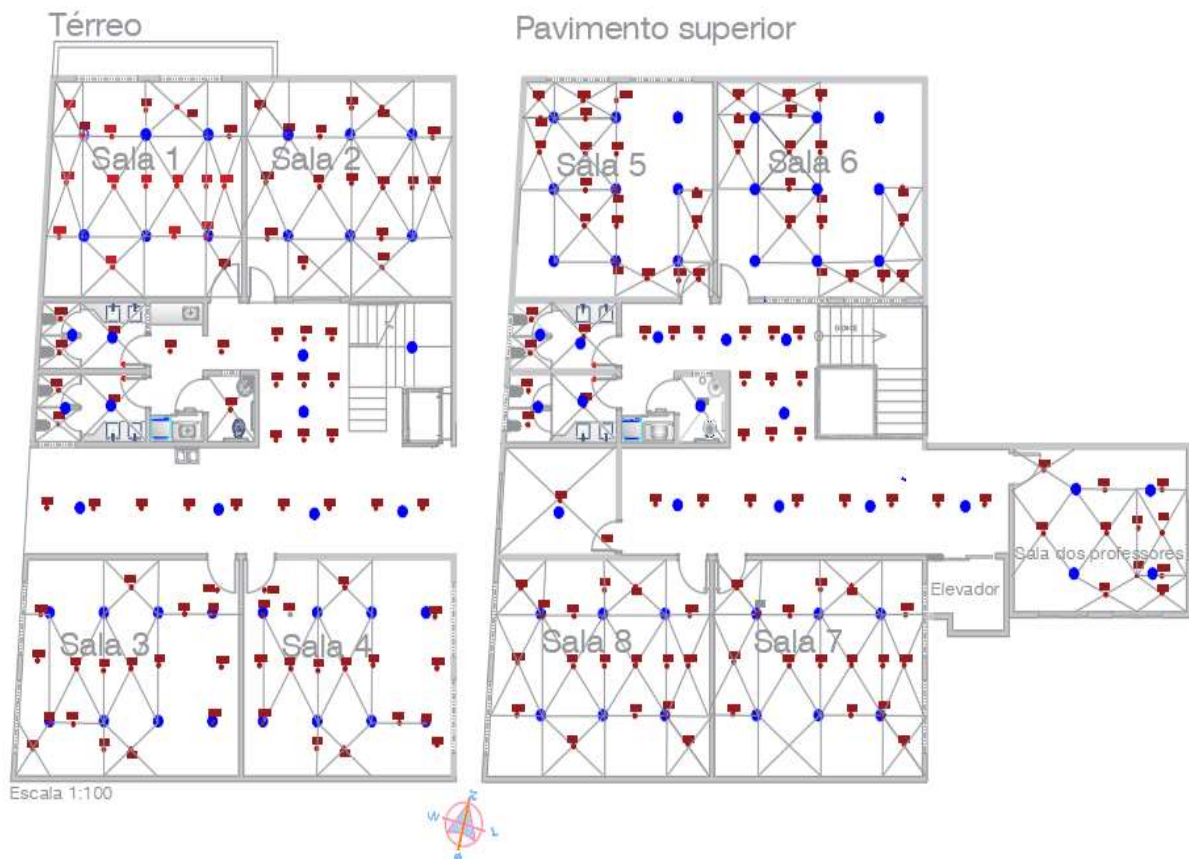 Térreo
Pavimento superior
Sala 1
Sala 2
Sala 5
Sala 6
Sala 3
Sala 4
Sala 8
Sala 7
Sala dos professores
Elevador
Escala 1:100
N
W
L